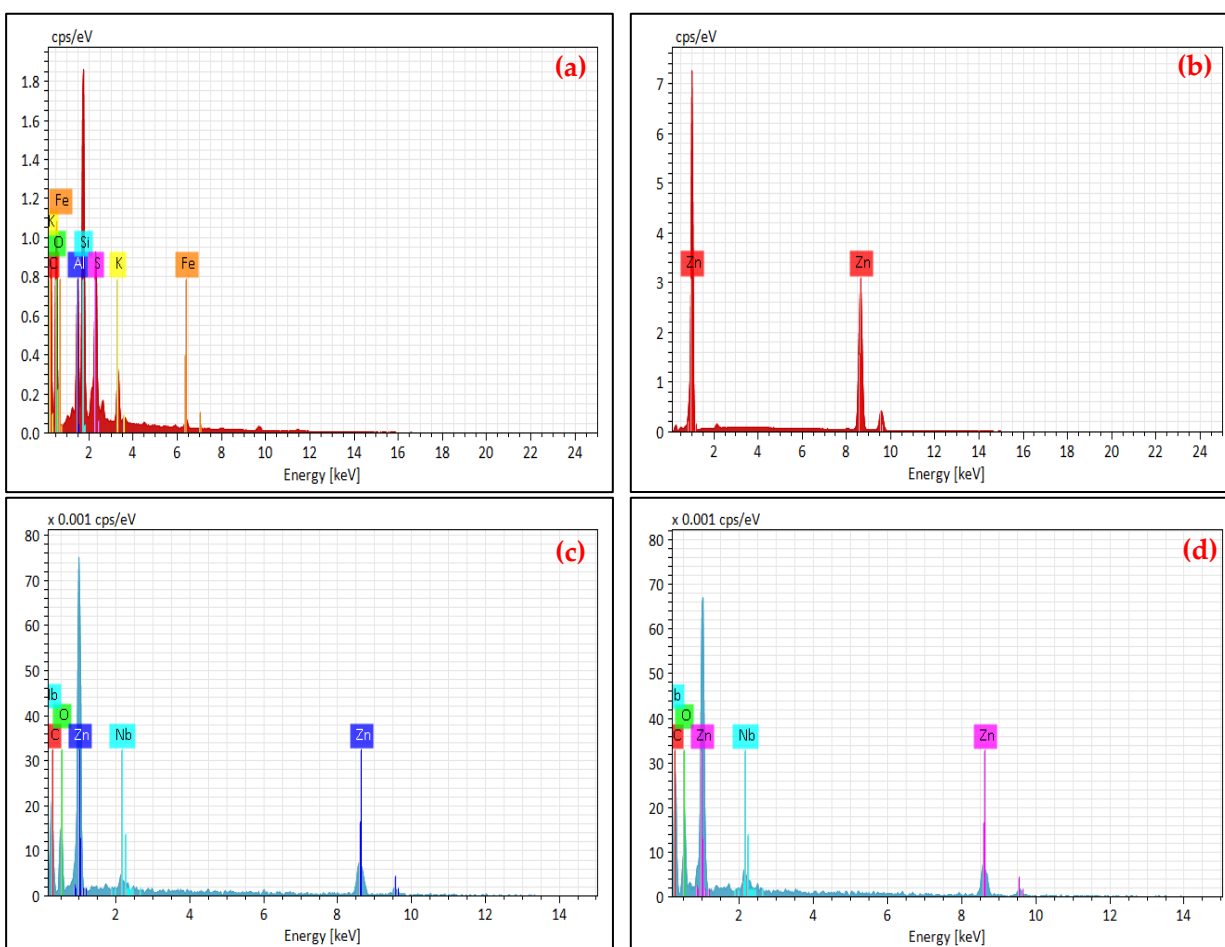 cps/eV
(a)
1.8
1.6
1.4
1.2
1.0
0.8
0.6
0.4
0.2
0.0
Fe
K
O
Si
Al
S
K
Fe
2 4 6 8 10 12 14 16 18 20 22 24
Energy [keV]
cps/eV
(b)
7
6
5
4
3
2
1
0
Zn
Zn
2 4 6 8 10 12 14 16 18 20 22 24
Energy [keV]
x 0.001 cps/eV
(c)
80
70
60
50
40
30
20
10
0
O
C
Zn
Nb
Zn
2 4 6 8 10 12 14
Energy [keV]
x 0.001 cps/eV
(d)
80
70
60
50
40
30
20
10
0
b
O
C
Zn
Nb
Zn
2 4 6 8 10 12 14
Energy [keV]